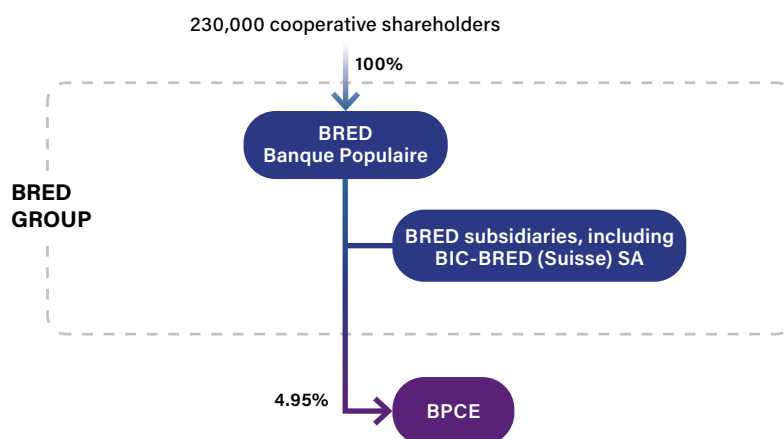 230,000 cooperative shareholders
100%
BRED
Banque Populaire
BRED
GROUP
BRED subsidiaries, including
BIC-BRED (Suisse) SA
4.95%
BPCE